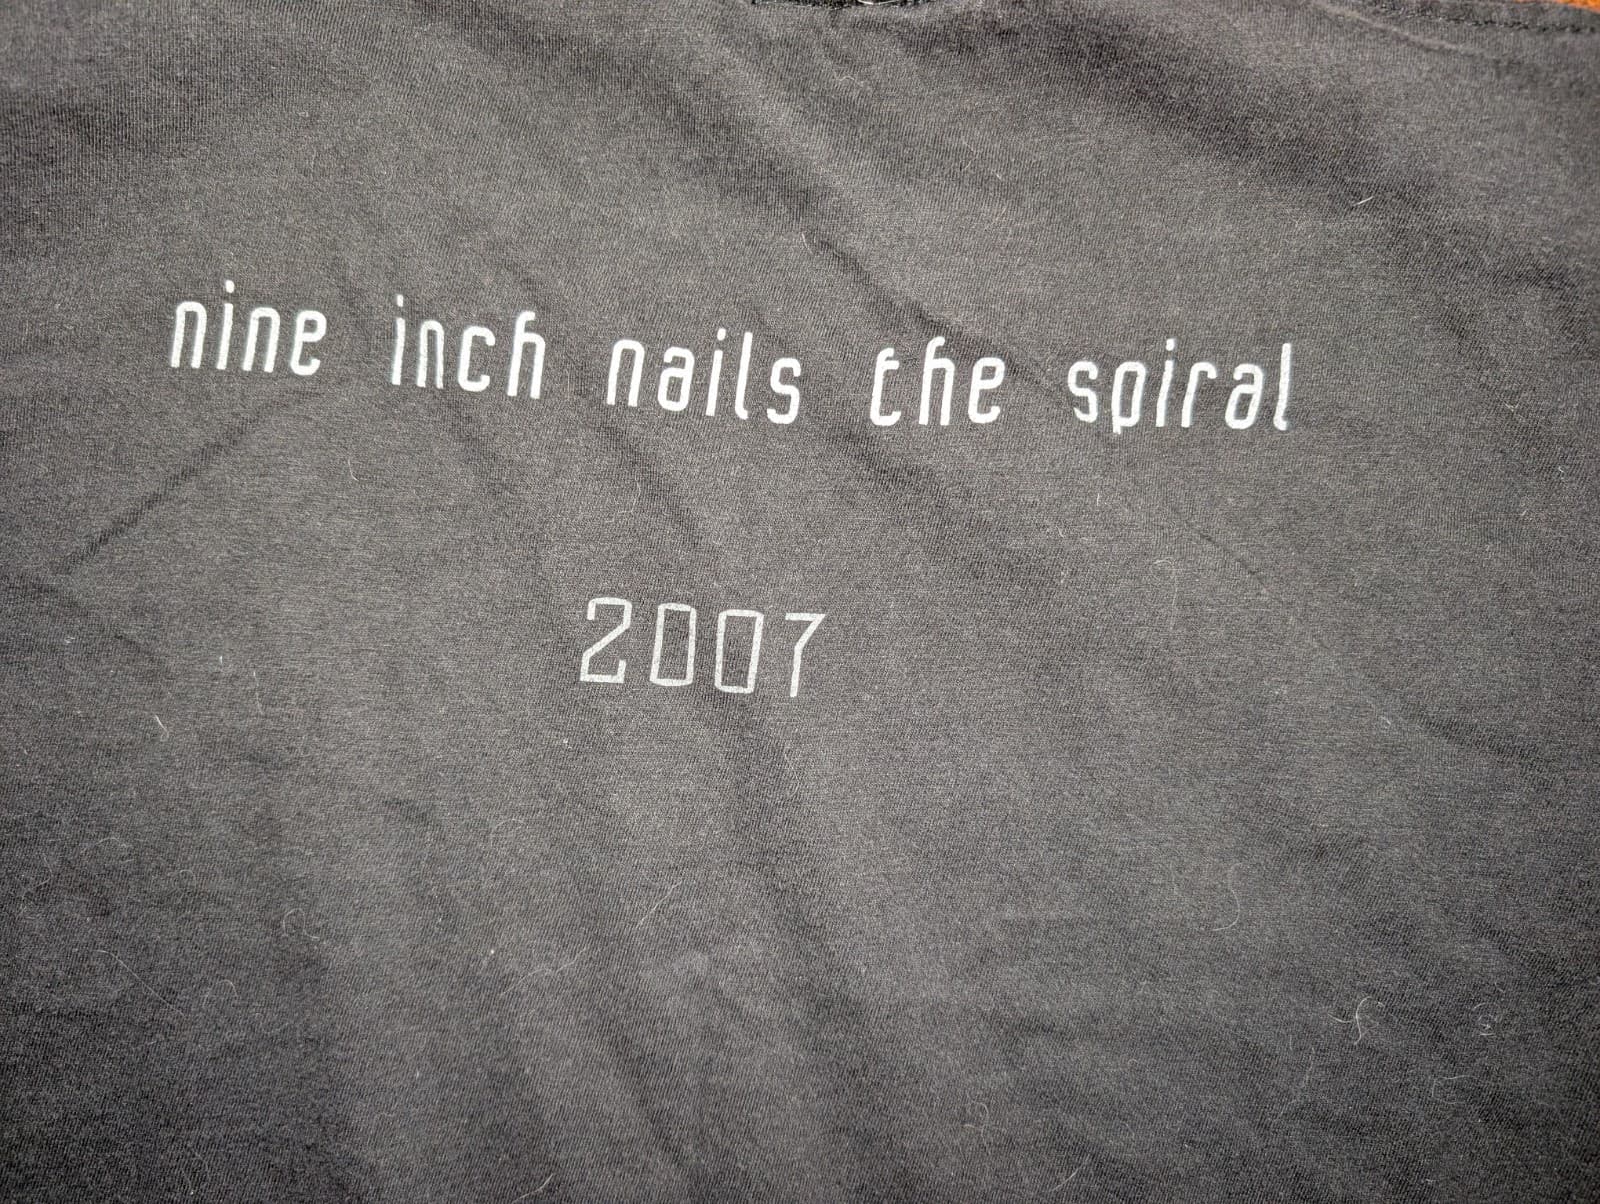 nine inch nails the spiral
2007